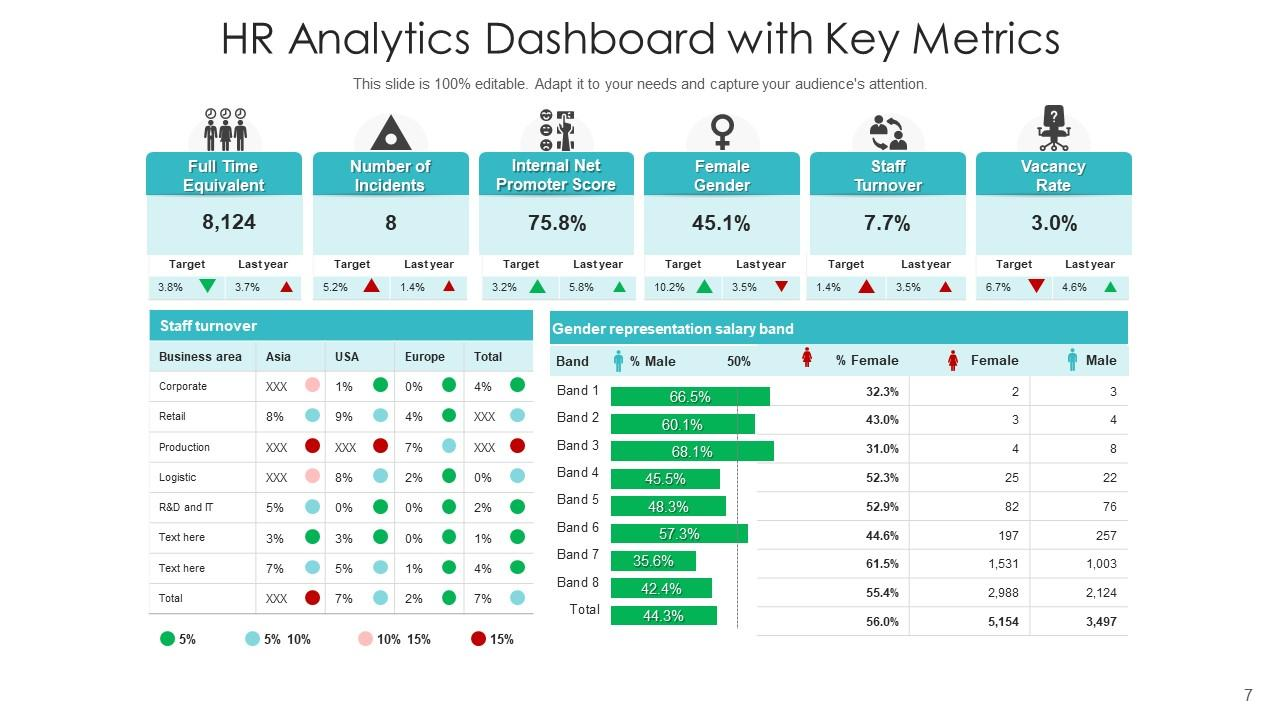 HR Analytics Dashboard with Key Metrics
This slide is 100% editable. Adapt it to your needs and capture your audience's attention.
Full Time
Equivalent
8,124
Target Last year
3.8% 3.7%
Number of
Incidents
8
Target Last year
5.2% 1.4%
Internal Net
Promoter Score
75.8%
Target Last year
3.2% 5.8%
Female
Gender
45.1%
Target Last year
10.2% 3.5%
Staff
Turnover
7.7%
Target Last year
1.4% 3.5%
?
Vacancy
Rate
3.0%
Target Last year
6.7% 4.6%
Staff turnover
Business area Asia USA Europe Total
Corporate XXX 1% 0% 4%
Retail 8% 9% 4% XXX
Production XXX XXX 7% XXX
Logistic XXX 8% 2% 0%
R&D and IT 5% 0% 0% 2%
Text here 3% 3% 0% 1%
Text here 7% 5% 1% 4%
Total XXX 7% 2% 7%
5% 5% 10% 10% 15% 15%
Gender representation salary band
Band % Male 50% % Female Female Male
Band 1 66.5% 32.3% 2 3
Band 2 60.1% 43.0% 3 4
Band 3 68.1% 31.0% 4 8
Band 4 45.5% 52.3% 25 22
Band 5 48.3% 52.9% 82 76
Band 6 57.3% 44.6% 197 257
Band 7 35.6% 61.5% 1,531 1,003
Band 8 42.4% 55.4% 2,988 2,124
Total 44.3% 56.0% 5,154 3,497
7